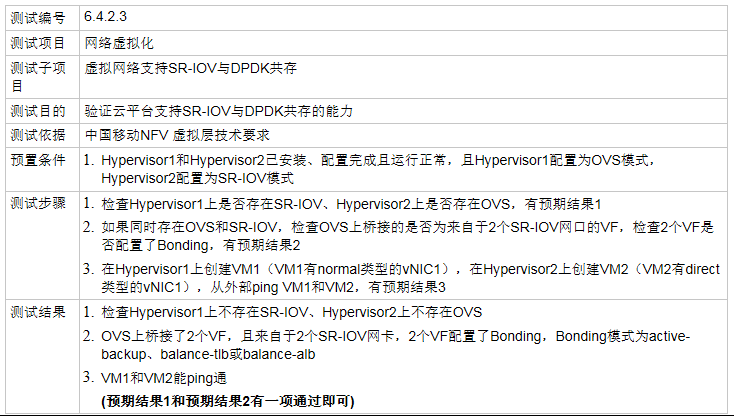 测试编号 6.4.2.3
测试项目 网络虚拟化
测试子项目 虚拟网络支持SR-IOV与DPDK共存
测试目的 验证云平台支持SR-IOV与DPDK共存的能力
测试依据 中国移动NFV 虚拟层技术要求
预置条件 1. Hypervisor1和Hypervisor2已安装、配置完成且运行正常，且Hypervisor1配置为OVS模式，
Hypervisor2配置为SR-IOV模式
测试步骤 1. 检查Hypervisor1上是否存在SR-IOV、Hypervisor2上是否存在OVS，有预期结果1
2. 如果同时存在OVS和SR-IOV，检查OVS上桥接的是否为来自于2个SR-IOV网口的VF，检查2个VF是
否配置了Bonding，有预期结果2
3. 在Hypervisor1上创建VM1（VM1有normal类型的vNIC1），在Hypervisor2上创建VM2（VM2有direct
类型的vNIC1），从外部ping VM1和VM2，有预期结果3
测试结果 1. 检查Hypervisor1上不存在SR-IOV、Hypervisor2上不存在OVS
2. OVS上桥接了2个VF，且来自于2个SR-IOV网卡，2个VF配置了Bonding，Bonding模式为active-
backup、balance-tlb或balance-alb
3. VM1和VM2能ping通
(预期结果1和预期结果2有一项通过即可)